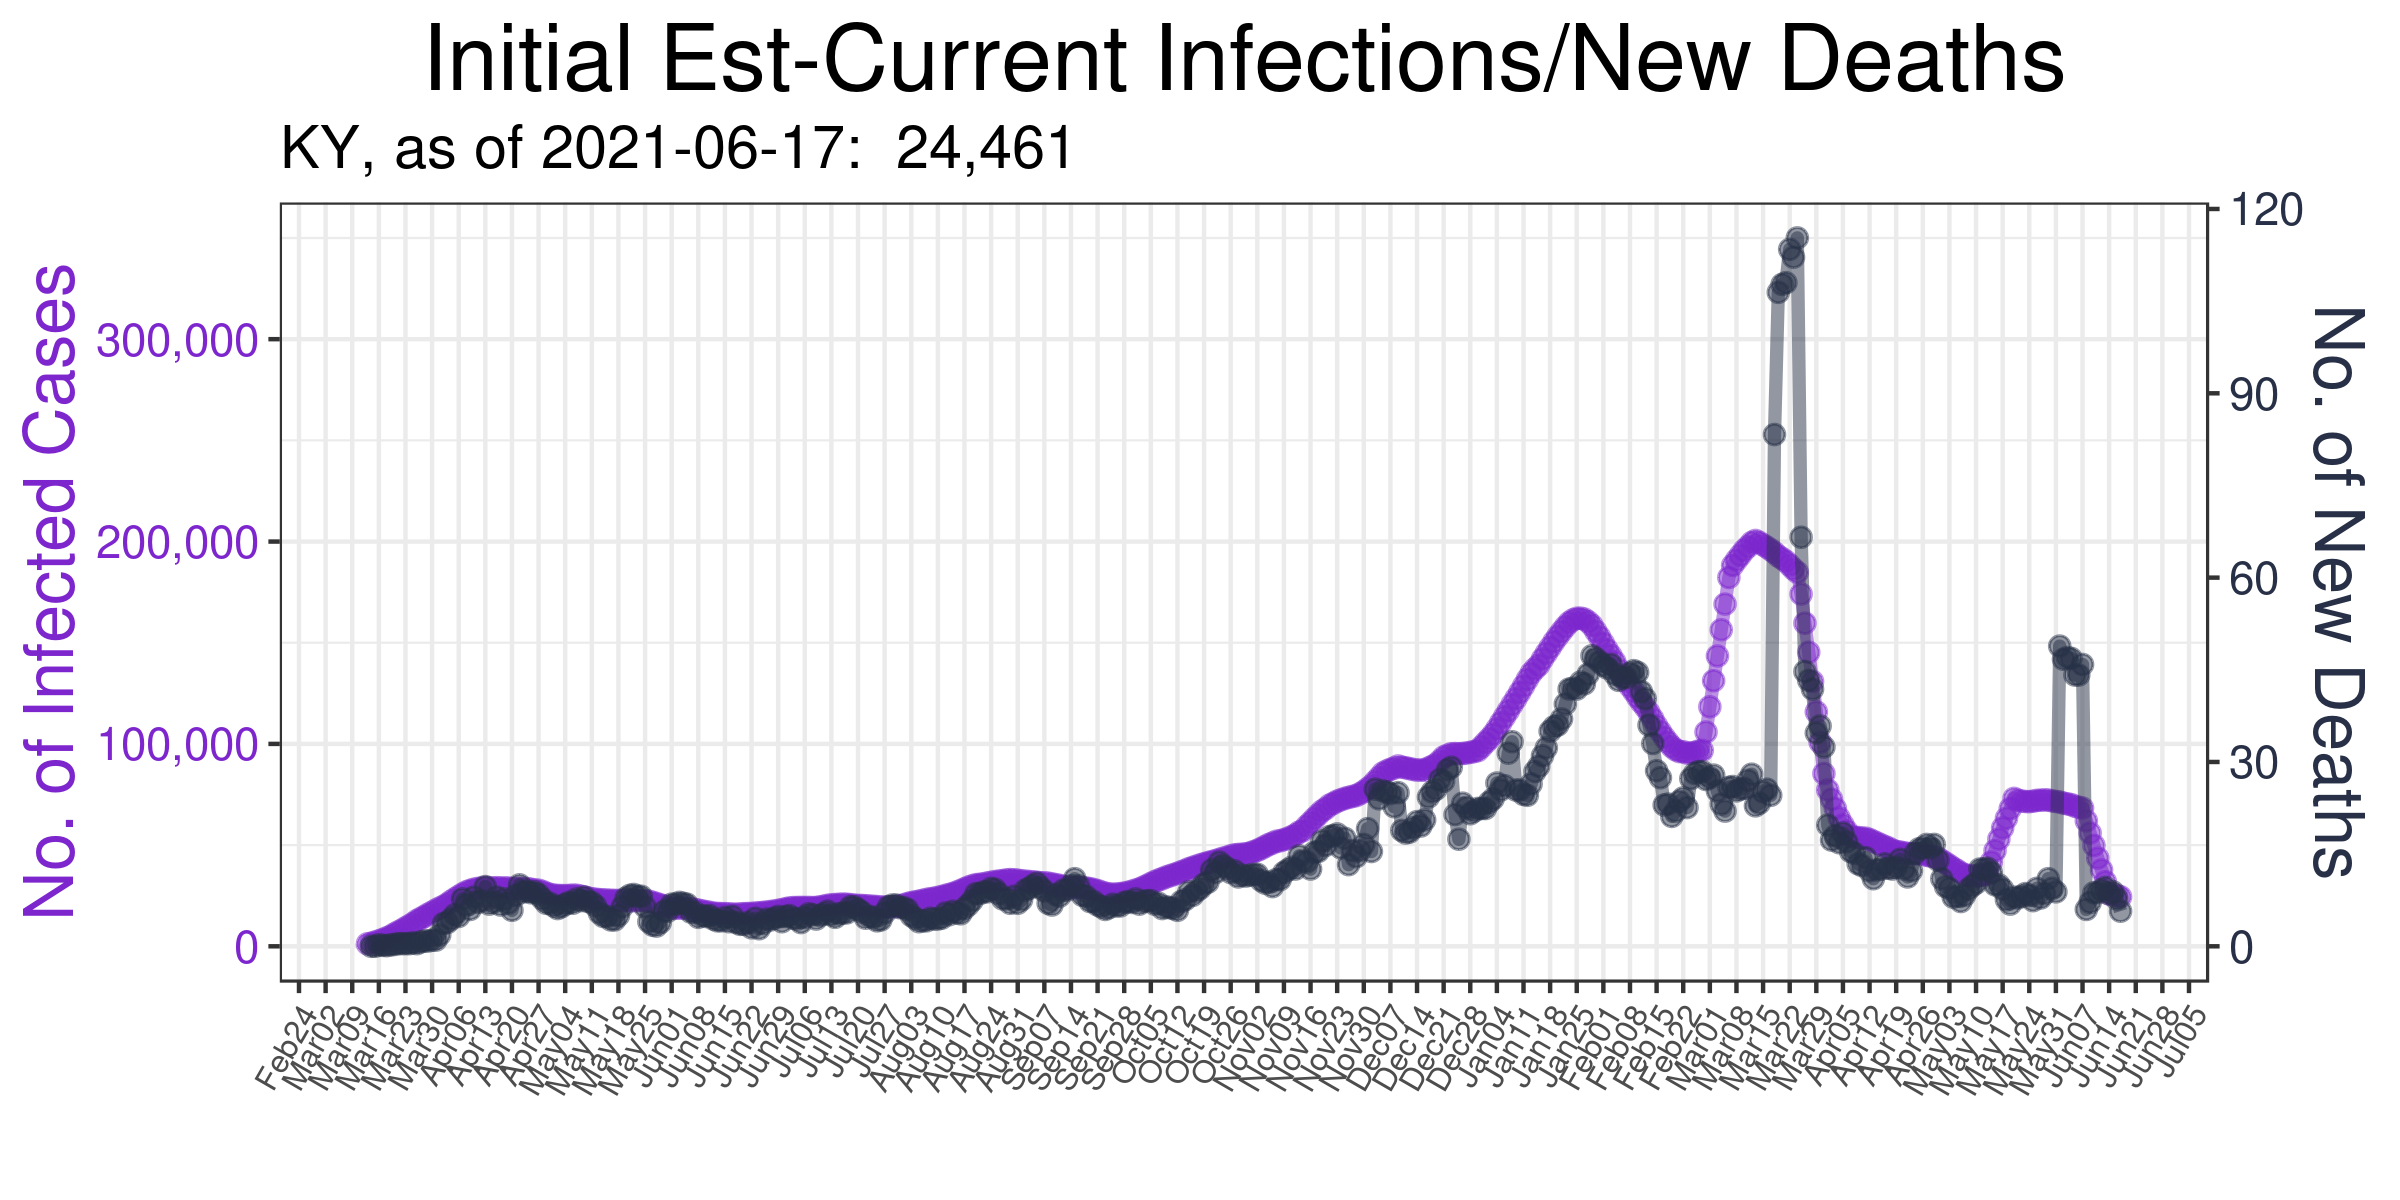 Initial Est-Current Infections/New Deaths
KY, as of 2021-06-17:  24,461
No. of Infected Cases
300,000
200,000
100,000
0
120
90
60
30
0
No. of New Deaths
Feb24
Mar02
Mar09
Mar16
Mar23
Mar30
Apr06
Apr13
Apr20
Apr27
May04
May11
May18
May25
Jun01
Jun08
Jun15
Jun22
Jun29
Jul06
Jul13
Jul20
Jul27
Aug03
Aug10
Aug17
Aug24
Aug31
Sep07
Sep14
Sep21
Sep28
Oct05
Oct12
Oct19
Oct26
Nov02
Nov09
Nov16
Nov23
Nov30
Dec07
Dec14
Dec21
Dec28
Jan04
Jan11
Jan18
Jan25
Feb01
Feb08
Feb15
Feb22
Mar01
Mar08
Mar15
Mar22
Mar29
Apr05
Apr12
Apr19
Apr26
May03
May10
May17
May24
May31
Jun07
Jun14
Jun21
Jun28
Jul05